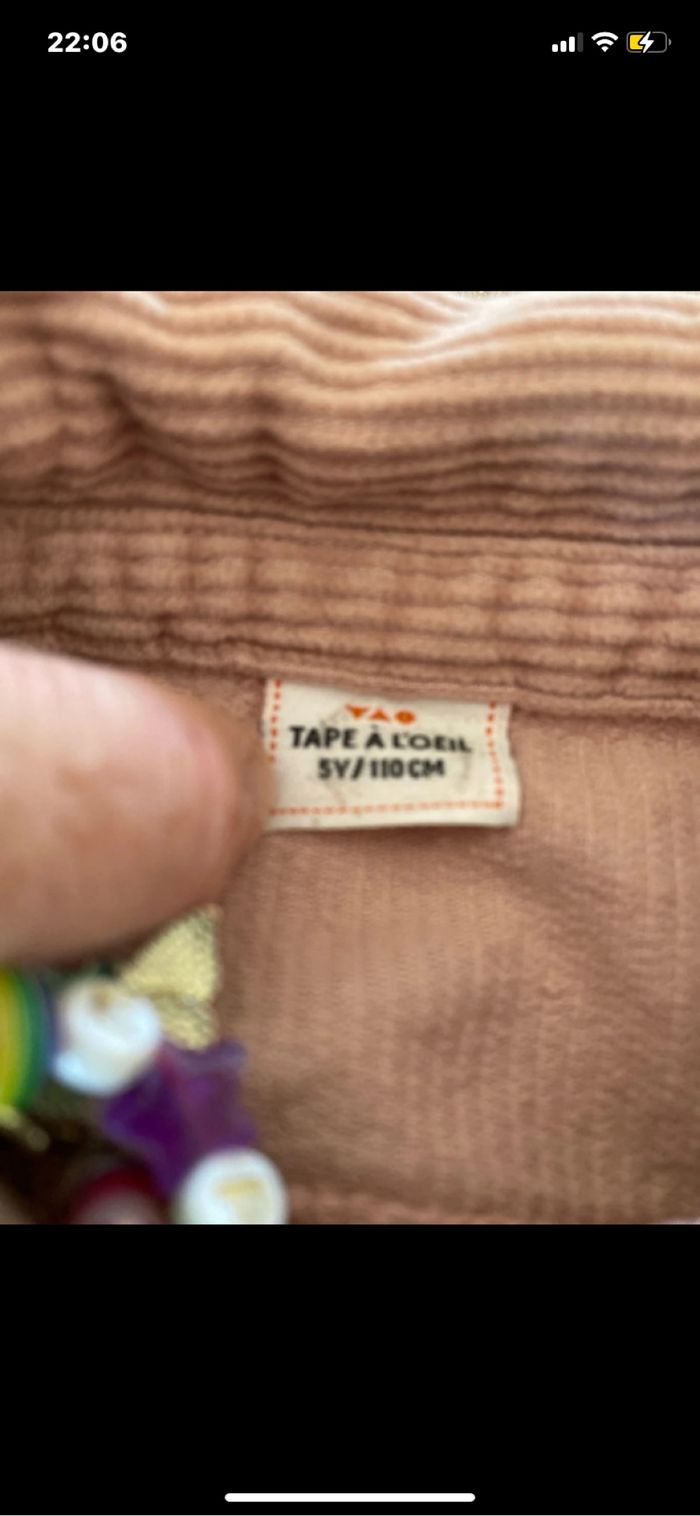 22:06
TAO
TAPE À L'OEIL
5Y/110CM